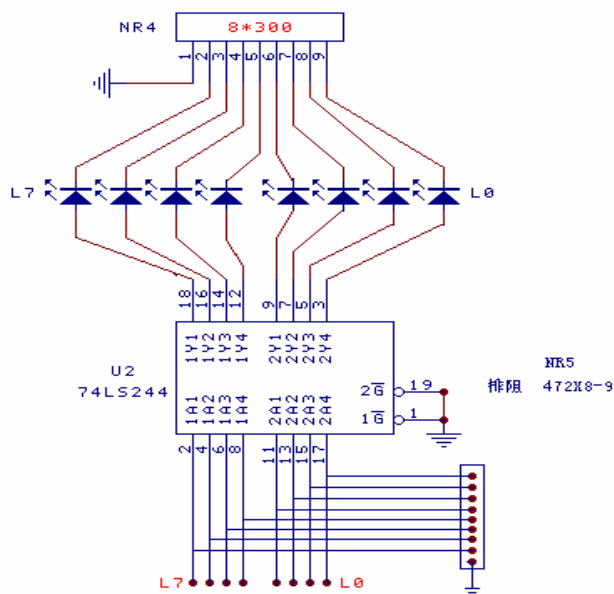 NR4 8*300
1 2 3 4 5 6 7 8 9
L7 L0
18 16 14 12 9 7 5 3
1Y1 1Y2 1Y3 1Y4 2Y1 2Y2 2Y3 2Y4
U2
74LS244
2G 19
1G 1
1A1 1A2 1A3 1A4 2A1 2A2 2A3 2A4
2 4 6 8 11 13 15 17
NR5
排阻 472X8-9
L7 L0